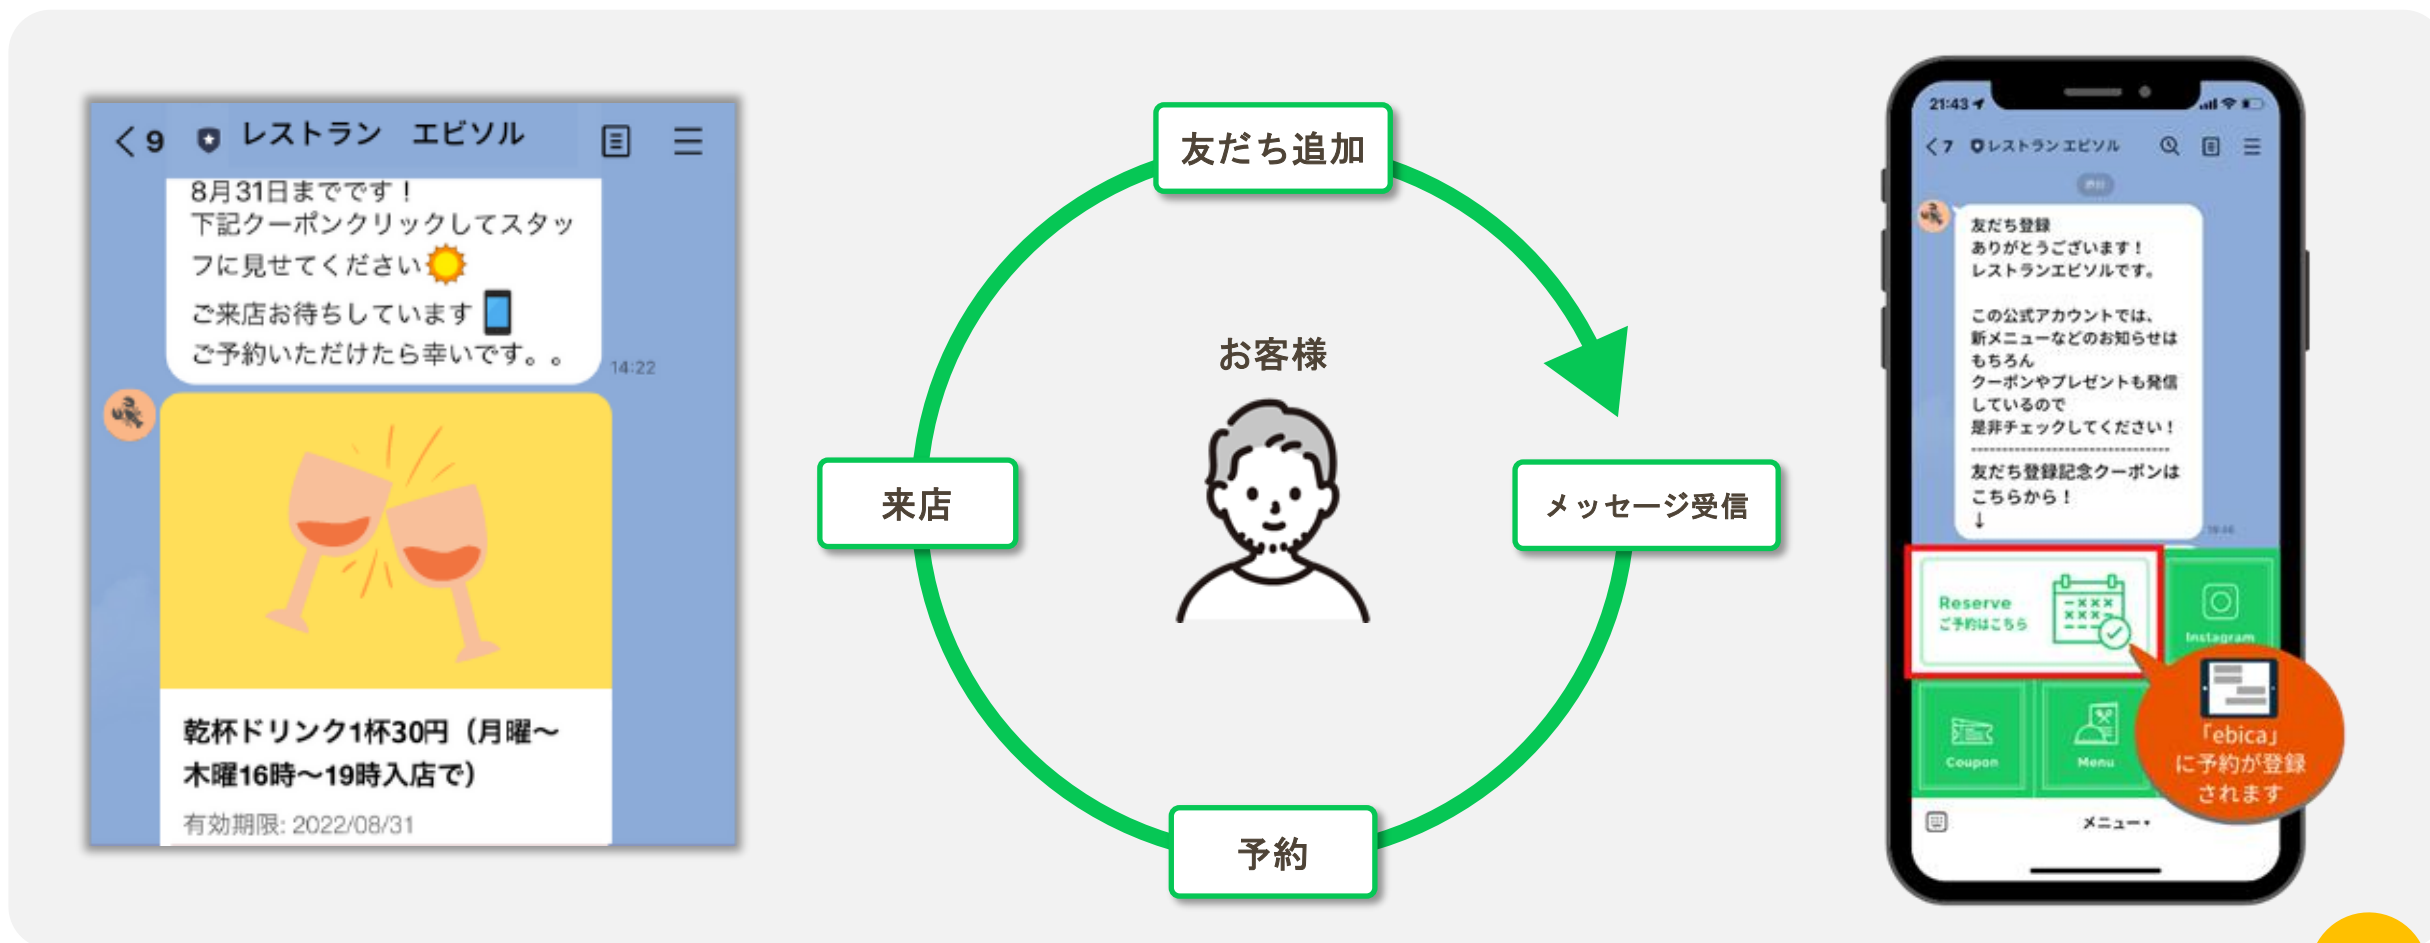 9 レストラン　エビソル
8月31日までです！
下記クーポンクリックしてスタッ
フに見せてください
ご来店お待ちしています
ご予約いただけたら幸いです。。
14:22
乾杯ドリンク1杯30円（月曜～
木曜16時～19時入店で）
有効期限: 2022/08/31
友だち追加
お客様
来店
メッセージ受信
予約
21:43
7 レストランエビソル
友だち登録
ありがとうございます！
レストランエビソルです。
この公式アカウントでは、
新メニューなどのお知らせは
もちろん
クーポンやプレゼントも発信
しているので
是非チェックしてください！
------------------------------
友だち登録記念クーポンは
こちらから！
↓
Reserve
ご予約はこちら
Instagram
Coupon
Menu
「ebica」
に予約が登録
されます
メニュー▾